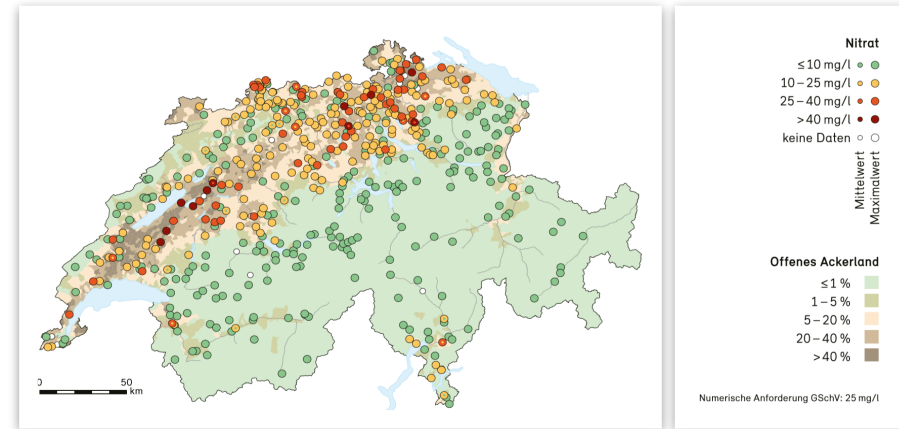 0 50
km
Nitrat
≤10 mg/l
10–25 mg/l
25–40 mg/l
>40 mg/l
keine Daten
Mittelwert
Maximalwert
Offenes Ackerland
≤1 %
1–5 %
5–20 %
20–40 %
>40 %
Numerische Anforderung GSchV: 25 mg/l